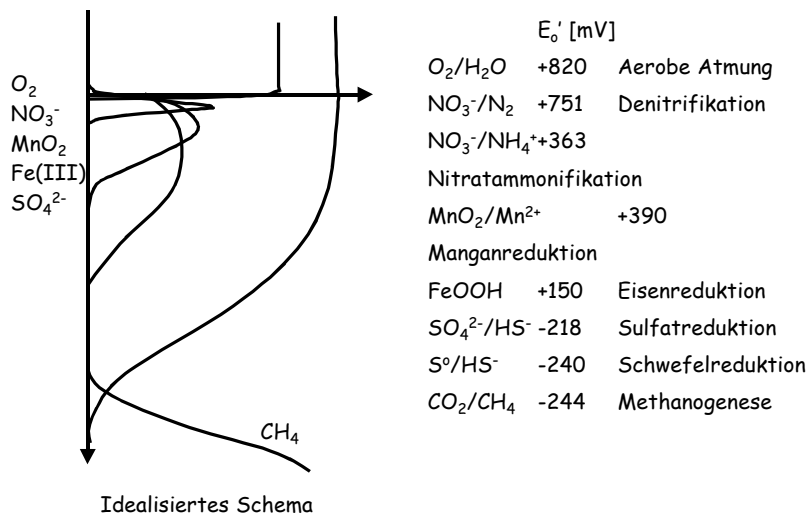 O₂
NO₃⁻
MnO₂
Fe(III)
SO₄²⁻
CH₄
Idealisiertes Schema
Eₒ’ [mV]
O₂/H₂O +820 Aerobe Atmung
NO₃⁻/N₂ +751 Denitrifikation
NO₃⁻/NH₄⁺+363
Nitratammonifikation
MnO₂/Mn²⁺ +390
Manganreduktion
FeOOH +150 Eisenreduktion
SO₄²⁻/HS⁻ -218 Sulfatreduktion
Sᵒ/HS⁻ -240 Schwefelreduktion
CO₂/CH₄ -244 Methanogenese